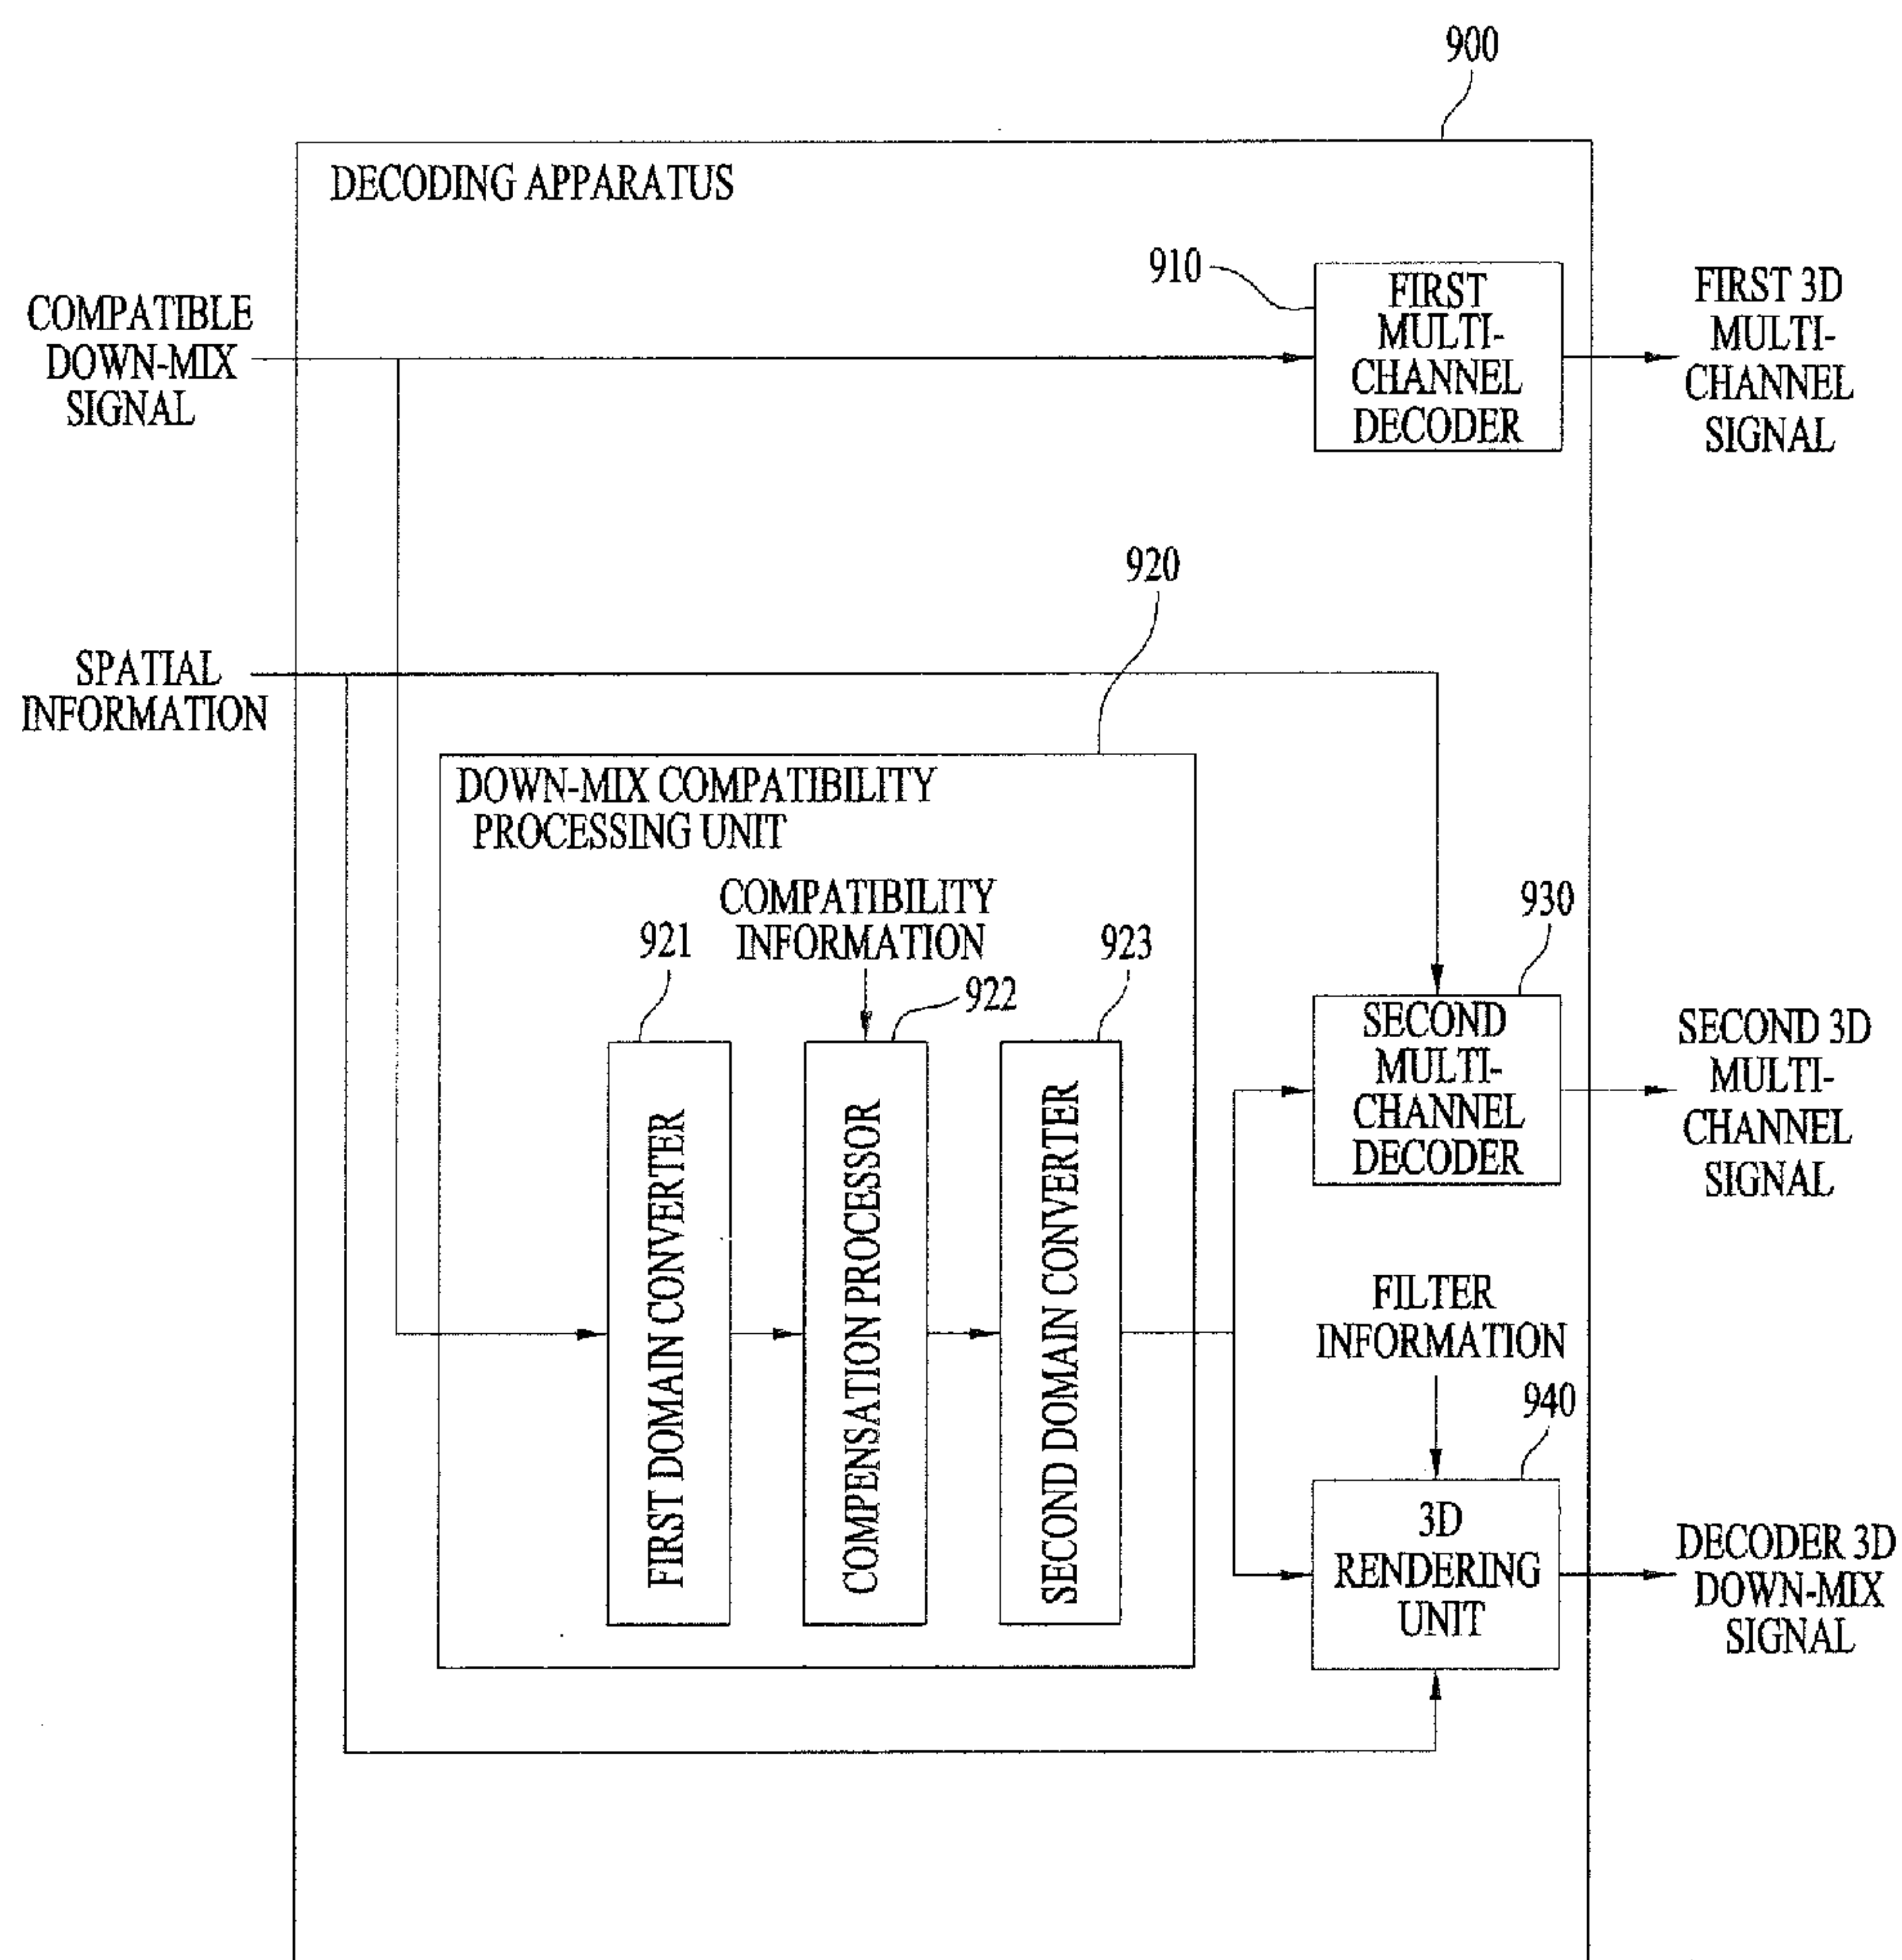 900
DECODING APPARATUS
910
FIRST
MULTI-
CHANNEL
DECODER
FIRST 3D
MULTI-
CHANNEL
SIGNAL
COMPATIBLE
DOWN-MIX
SIGNAL
920
SPATIAL
INFORMATION
DOWN-MIX COMPATIBILITY
PROCESSING UNIT
COMPATIBILITY
INFORMATION
921
922
923
FIRST DOMAIN CONVERTER
COMPENSATION PROCESSOR
SECOND DOMAIN CONVERTER
930
SECOND
MULTI-
CHANNEL
DECODER
SECOND 3D
MULTI-
CHANNEL
SIGNAL
FILTER
INFORMATION
940
3D
RENDERING
UNIT
DECODER 3D
DOWN-MIX
SIGNAL